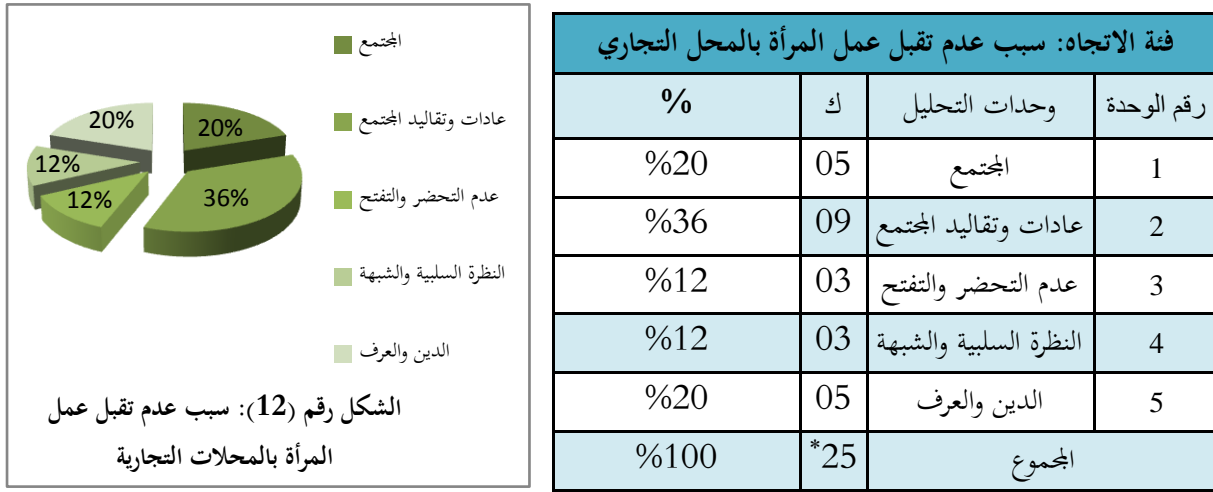 فئة الاتجاه: سبب عدم تقبل عمل المرأة بالمحل التجاري
رقم الوحدة وحدات التحليل ك %
1 المجتمع 05 %20
2 عادات وتقاليد المجتمع 09 %36
3 عدم التحضر والتفتح 03 %12
4 النظرة السلبية والشبهة 03 %12
5 الدين والعرف 05 %20
المجموع 25* %100
المجتمع
عادات وتقاليد المجتمع
عدم التحضر والتفتح
النظرة السلبية والشبهة
الدين والعرف
20%
36%
12%
12%
20%
الشكل رقم (12): سبب عدم تقبل عمل
المرأة بالمحلات التجارية